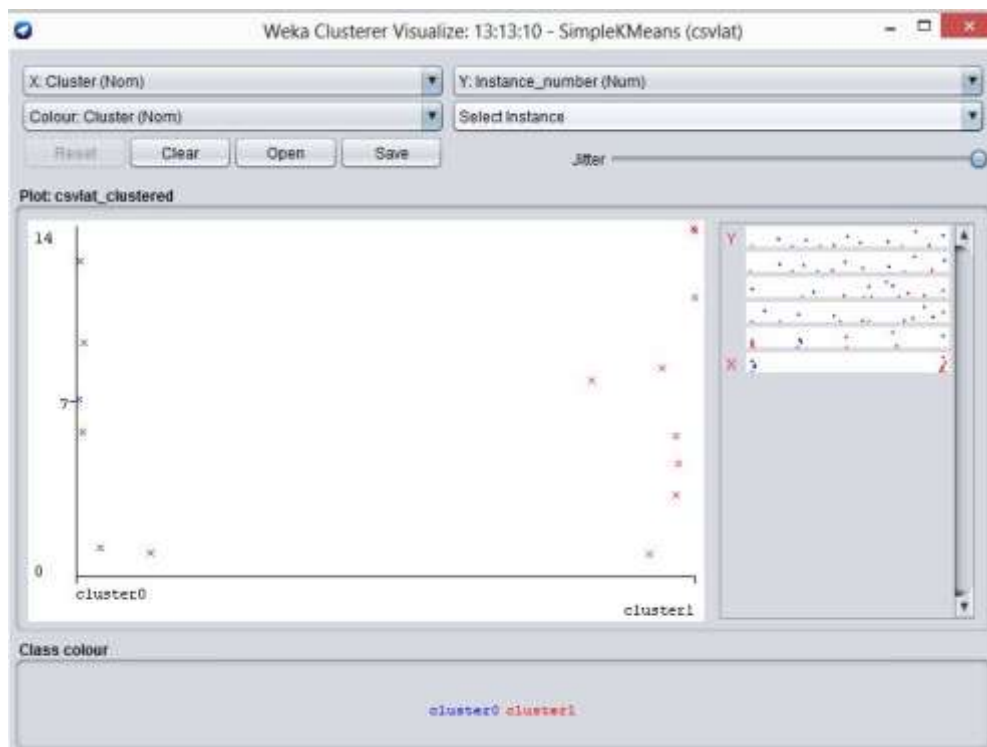 Weka Clusterer Visualize: 13:13:10 - SimpleKMeans (csvlat)
X: Cluster (Nom)
Y: Instance_number (Num)
Colour: Cluster (Nom)
Select Instance
Reset
Clear
Open
Save
Jitter
Plot: csvlat_clustered
14
7
0
cluster0
cluster1
Y
X
Class colour
cluster0 cluster1